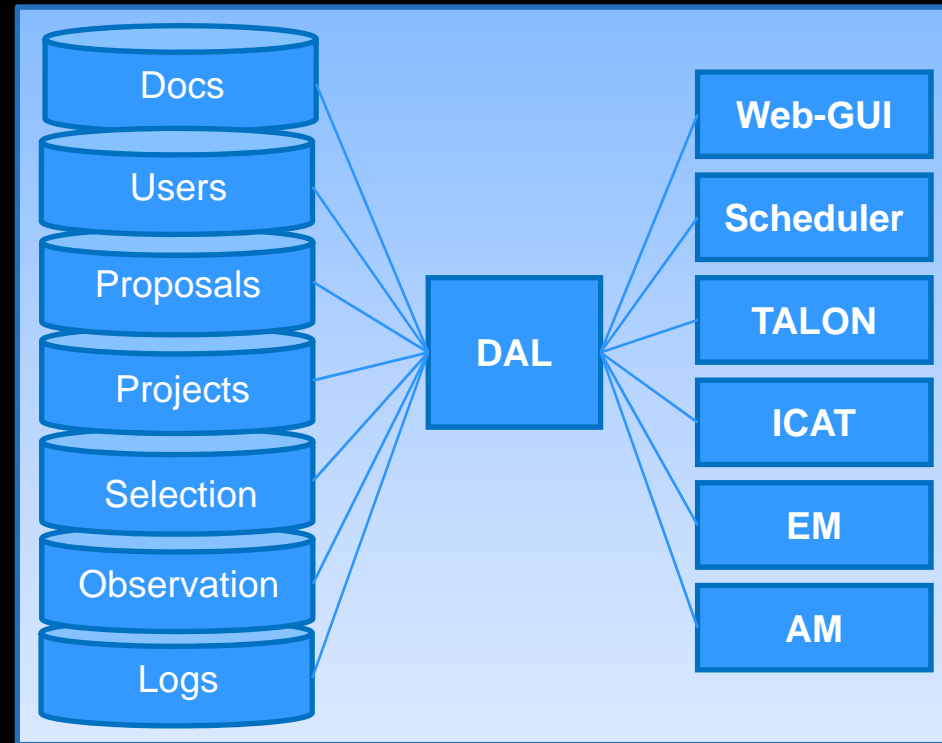 Docs
Users
Proposals
Projects
Selection
Observation
Logs
DAL
Web-GUI
Scheduler
TALON
ICAT
EM
AM